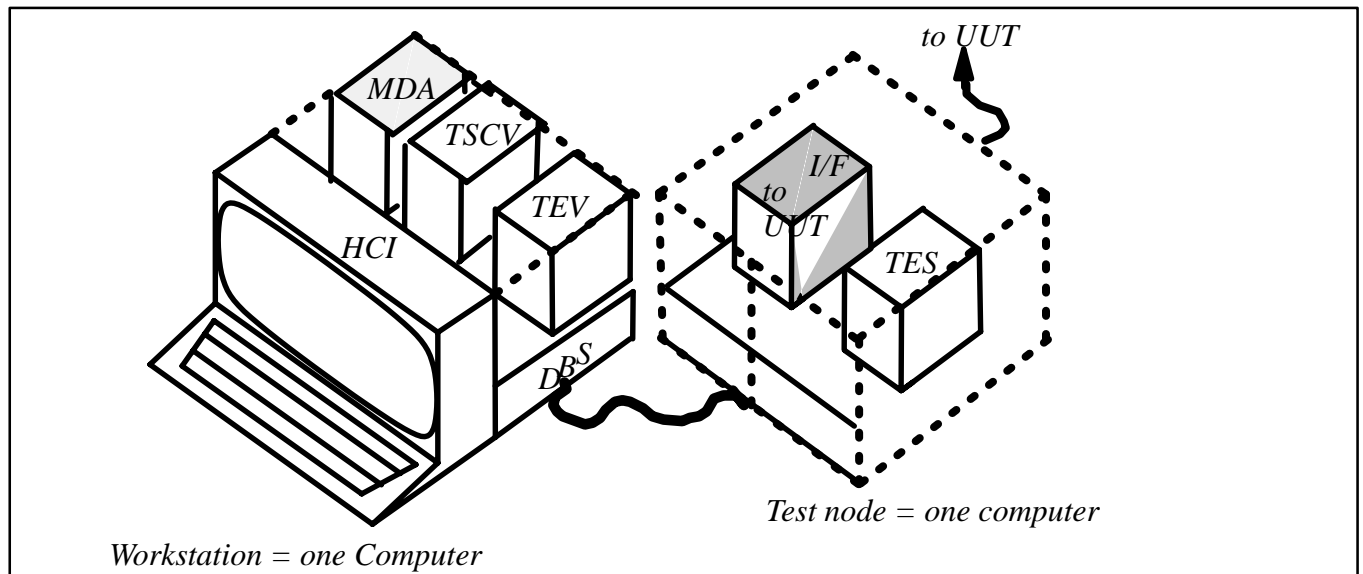 to UUT
MDA
TSCV
I/F
to
UUT
TEV
HCI
TES
DBS
Test node = one computer
Workstation = one Computer